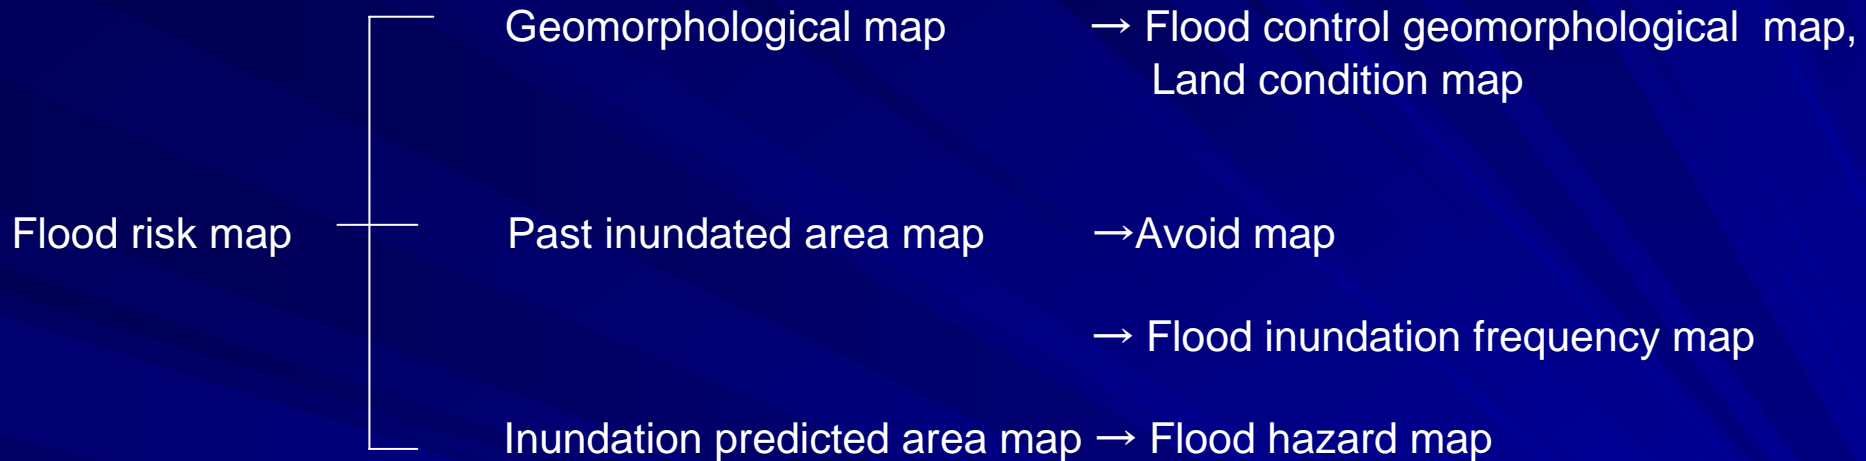 Geomorphological map → Flood control geomorphological map,
Land condition map
Flood risk map Past inundated area map →Avoid map
→ Flood inundation frequency map
Inundation predicted area map → Flood hazard map